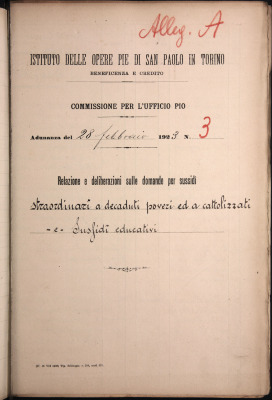 Alleg. A
ISTITUTO DELLE OPERE PIE DI SAN PAOLO IN TORINO
BENEFICENZA E CREDITO
COMMISSIONE PER L'UFFICIO PIO
Adunanza del 28 febbraio 1923 N. 3
Relazione e deliberazioni sulle domande per sussidi
straordinari a decaduti poveri ed a cattolizzati
-e- Sussidi educativi